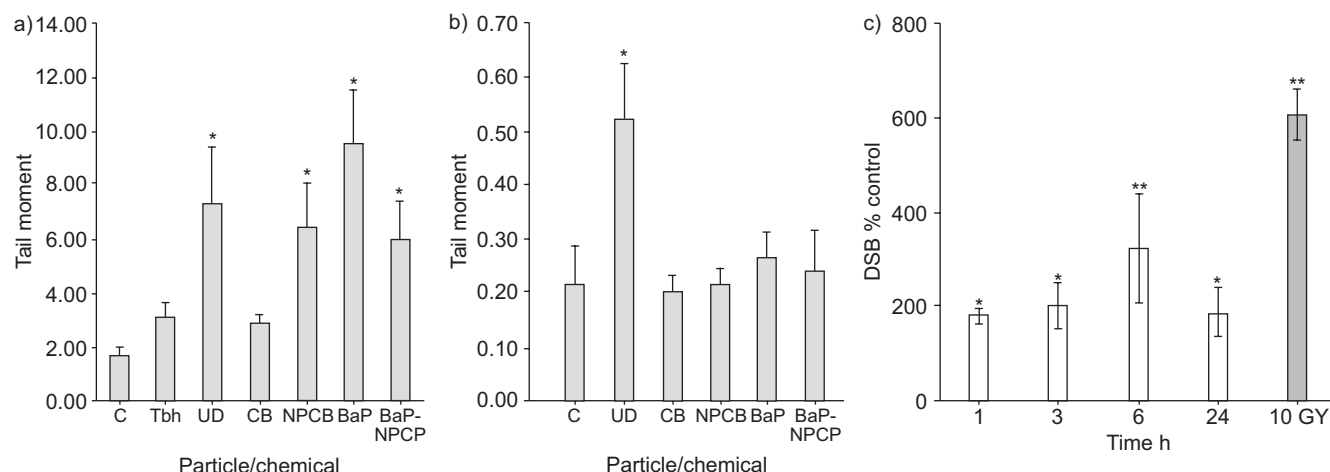 a)
14.00
12.00
10.00
8.00
6.00
4.00
2.00
0.00
Tail moment
*
*
*
*
C Tbh UD CB NPCB BaP BaP-
NPCP
Particle/chemical
b)
0.70
0.60
0.50
0.40
0.30
0.20
0.10
0.00
Tail moment
*
C UD CB NPCB BaP BaP-
NPCP
Particle/chemical
c)
800
600
400
200
0
DSB % control
*
*
**
*
**
1 3 6 24 10 GY
Time h